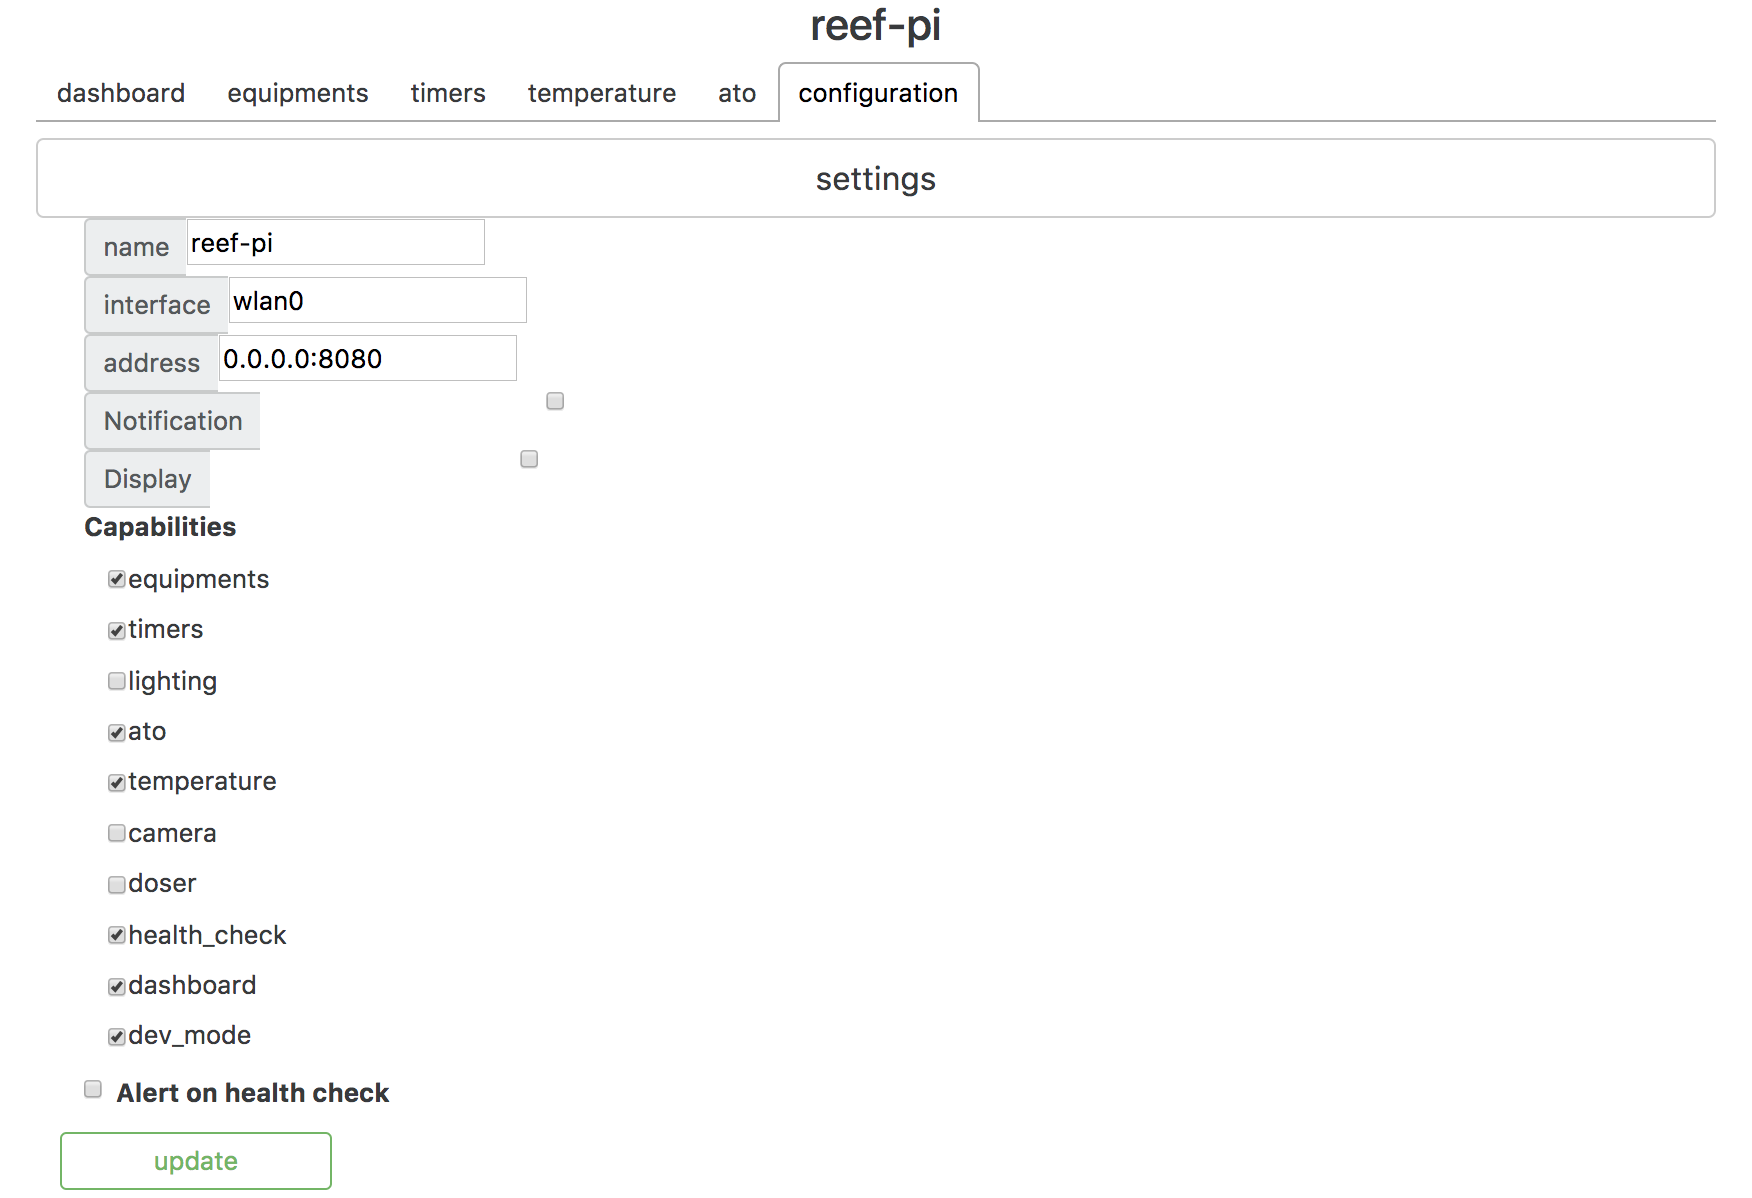 reef-pi
dashboard equipments timers temperature ato configuration
settings
name reef-pi
interface wlan0
address 0.0.0.0:8080
Notification
Display
Capabilities
equipments
timers
lighting
ato
temperature
camera
doser
health_check
dashboard
dev_mode
Alert on health check
update